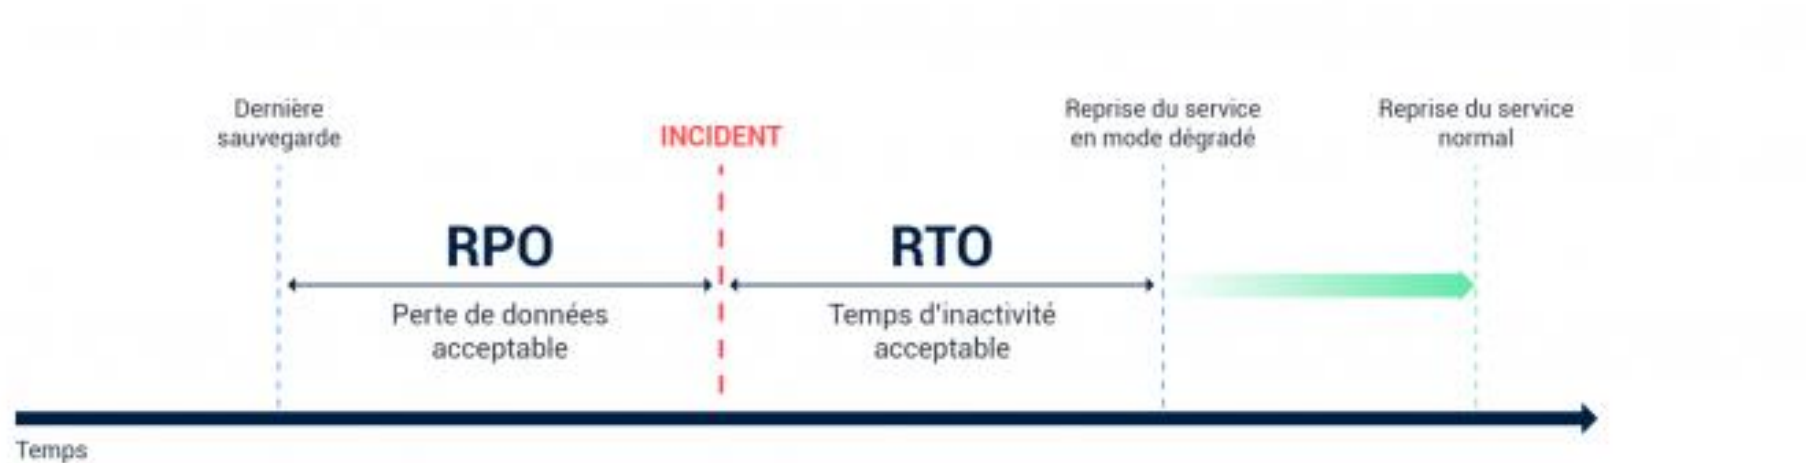 Dernière
sauvegarde
INCIDENT
Reprise du service
en mode dégradé
Reprise du service
normal
RPO
RTO
Perte de données
acceptable
Temps d'inactivité
acceptable
Temps